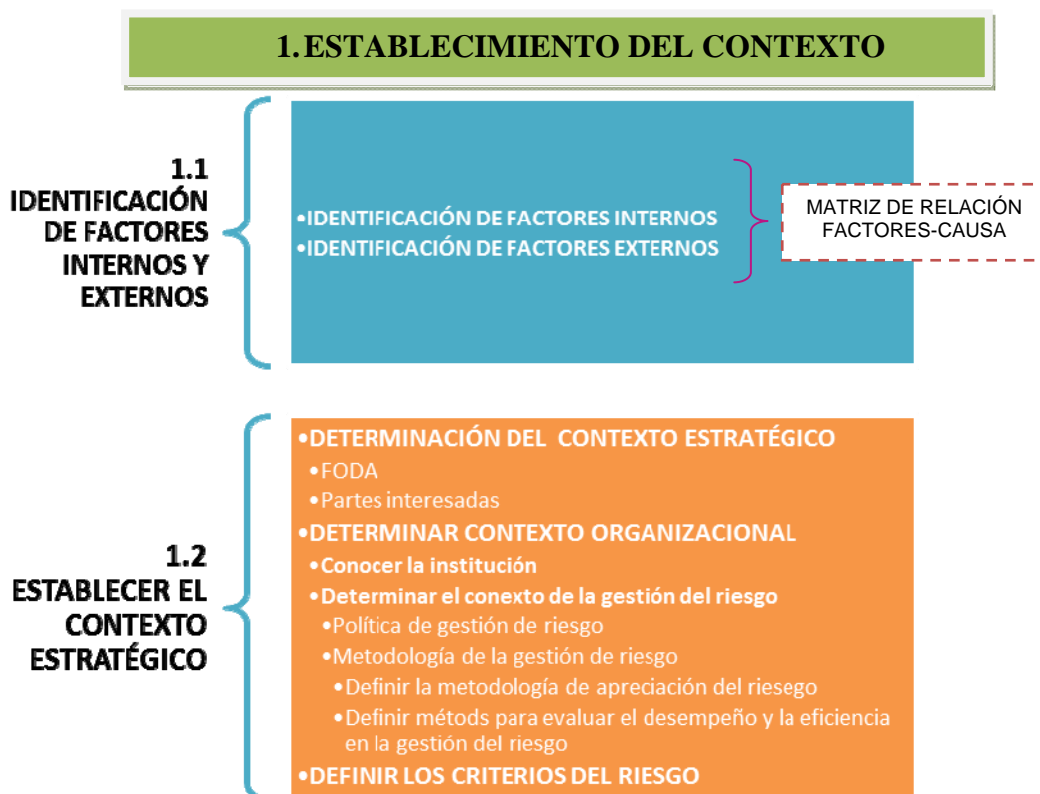 1.ESTABLECIMIENTO DEL CONTEXTO
1.1
IDENTIFICACIÓN
DE FACTORES
INTERNOS Y
EXTERNOS
•IDENTIFICACIÓN DE FACTORES INTERNOS
•IDENTIFICACIÓN DE FACTORES EXTERNOS
MATRIZ DE RELACIÓN
FACTORES-CAUSA
1.2
ESTABLECER EL
CONTEXTO
ESTRATÉGICO
•DETERMINACIÓN DEL CONTEXTO ESTRATÉGICO
•FODA
•Partes interesadas
•DETERMINAR CONTEXTO ORGANIZACIONAL
•Conocer la institución
•Determinar el conexto de la gestión del riesgo
•Política de gestión de riesgo
•Metodología de la gestión de riesgo
•Definir la metodología de apreciación del riesego
•Definir métods para evaluar el desempeño y la eficiencia
en la gestión del riesgo
•DEFINIR LOS CRITERIOS DEL RIESGO